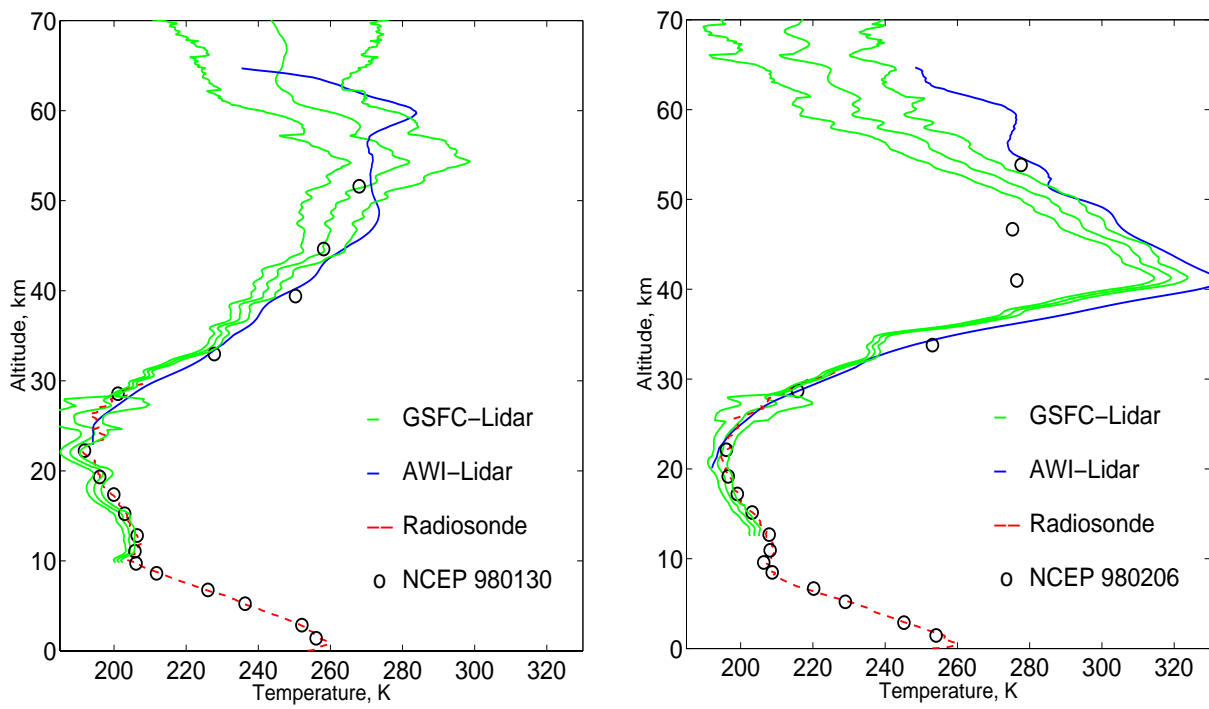 70
60
50
40
30
20
10
0
Altitude, km
200 220 240 260 280 300 320
Temperature, K
GSFC−Lidar
AWI−Lidar
Radiosonde
NCEP 980130
70
60
50
40
30
20
10
0
Altitude, km
200 220 240 260 280 300 320
Temperature, K
GSFC−Lidar
AWI−Lidar
Radiosonde
NCEP 980206